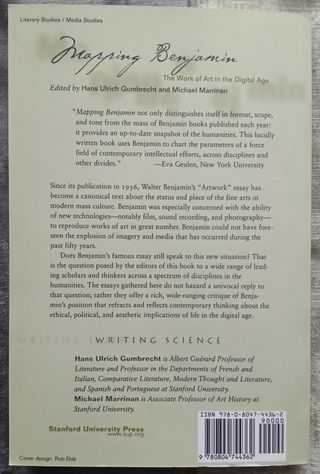 Literary Studies / Media Studies
Mapping Benjamin
The Work of Art in the Digital Age
Edited by Hans Ulrich Gumbrecht and Michael Marrinan
"Mapping Benjamin not only distinguishes itself in format, scope,
and tone from the mass of Benjamin books published each year:
it provides an up-to-date snapshot of the humanities. This lucidly
written book uses Benjamin to chart the parameters of a force
field of contemporary intellectual efforts, across disciplines and
other divides." —Eva Geulen, New York University
Since its publication in 1936, Walter Benjamin's "Artwork" essay has
become a canonical text about the status and place of the fine arts in
modern mass culture. Benjamin was especially concerned with the ability
of new technologies—notably film, sound recording, and photography—
to reproduce works of art in great number. Benjamin could not have fore-
seen the explosion of imagery and media that has occurred during the
past fifty years.
Does Benjamin's famous essay still speak to this new situation? That
is the question posed by the editors of this book to a wide range of lead-
ing scholars and thinkers across a spectrum of disciplines in the
humanities. The essays gathered here do not hazard a univocal reply to
that question; rather they offer a rich, wide-ranging critique of Benja-
min's position that refracts and reflects contemporary thinking about the
ethical, political, and aesthetic implications of life in the digital age.
WRITING SWRITING SCIENCE
Hans Ulrich Gumbrecht is Albert Guérard Professor of
Literature and Professor in the Departments of French and
Italian, Comparative Literature, Modern Thought and Literature,
and Spanish and Portuguese at Stanford University.
Michael Marrinan is Associate Professor of Art History at
Stanford University.
Stanford University Press
www.sup.org
ISBN 978-0-8047-4436-2
90000
9 780804 744362
Cover design: Rob Ehle